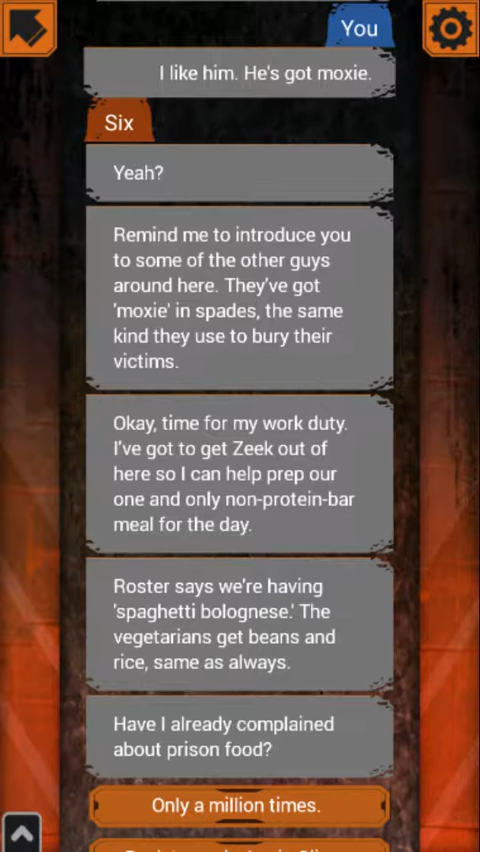 You
I like him. He's got moxie.
Six
Yeah?
Remind me to introduce you
to some of the other guys
around here. They've got
'moxie' in spades, the same
kind they use to bury their
victims.
Okay, time for my work duty.
I've got to get Zeek out of
here so I can help prep our
one and only non-protein-bar
meal for the day.
Roster says we're having
'spaghetti bolognese.' The
vegetarians get beans and
rice, same as always.
Have I already complained
about prison food?
Only a million times.